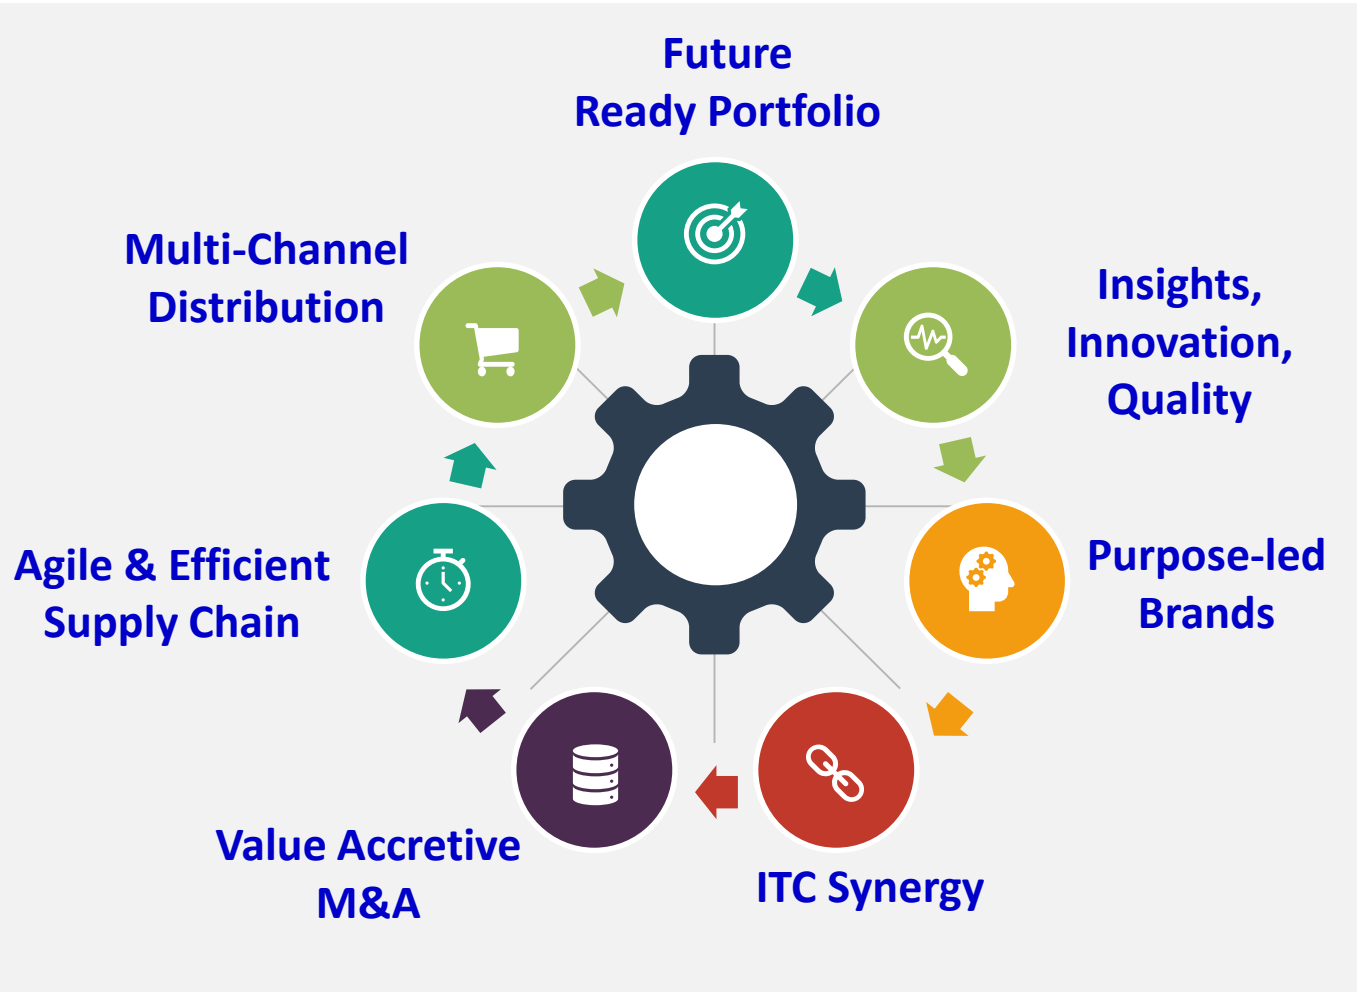 Future
Ready Portfolio
Multi-Channel
Distribution
Insights,
Innovation,
Quality
Agile & Efficient
Supply Chain
Purpose-led
Brands
Value Accretive
M&A
ITC Synergy